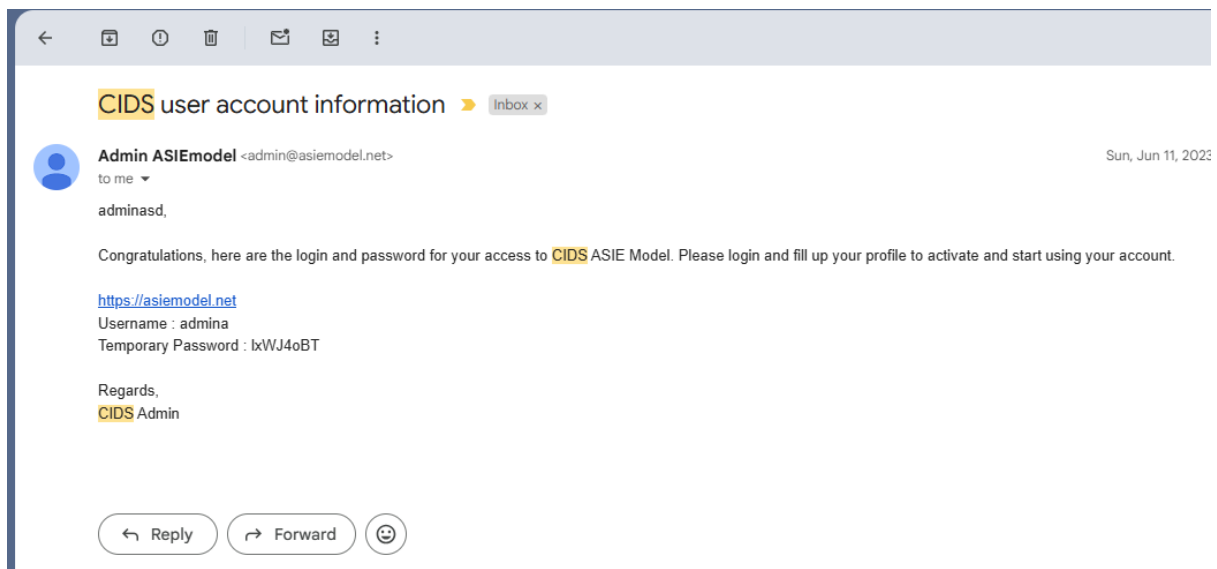 CIDS user account information Inbox ×
Admin ASIEmodel <admin@asiemodel.net> Sun, Jun 11, 2023
to me
adminasd,
Congratulations, here are the login and password for your access to CIDS ASIE Model. Please login and fill up your profile to activate and start using your account.
https://asiemodel.net
Username : admina
Temporary Password : IxWJ4oBT
Regards,
CIDS Admin
Reply Forward